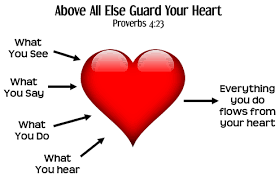 Above All Else Guard Your Heart
Proverbs 4:23
What
You See
What
You Say
What
You Do
What
You hear
Everything
you do
flows from
your heart